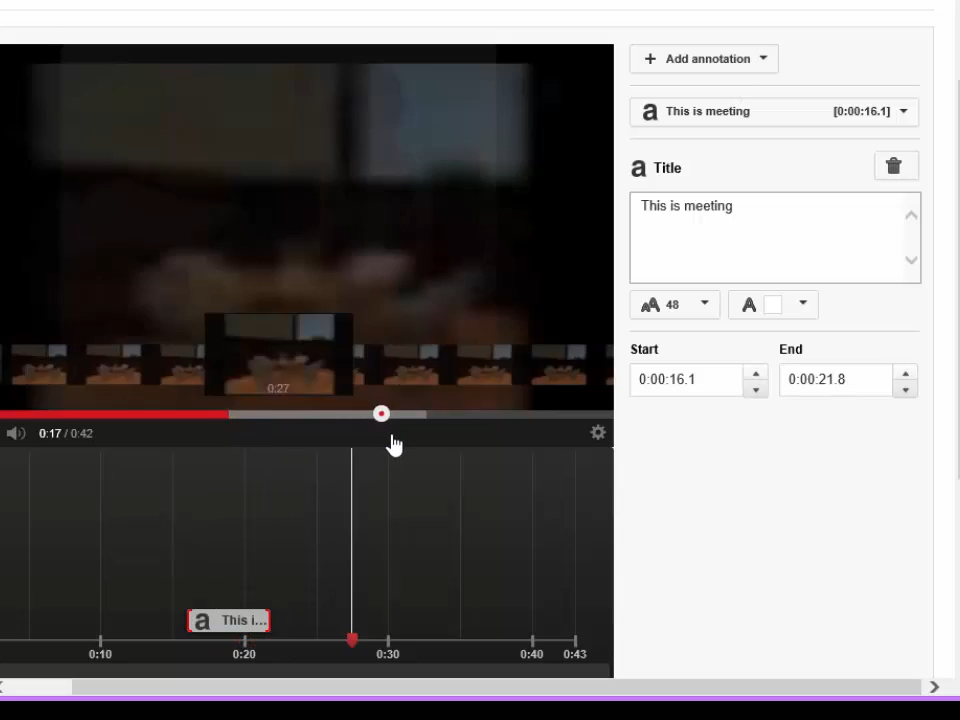 + Add annotation
a This is meeting [0:00:16.1]
a Title
This is meeting
AA 48 A
Start End
0:00:16.1 0:00:21.8
0:27
0:17 / 0:42
a This i...
0:10 0:20 0:30 0:40 0:43